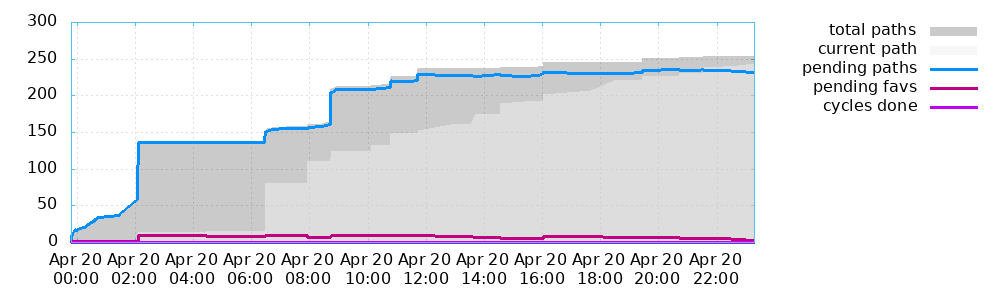 300
250
200
150
100
50
0
Apr 20 Apr 20 Apr 20 Apr 20 Apr 20 Apr 20 Apr 20 Apr 20 Apr 20 Apr 20 Apr 20 Apr 20
00:00 02:00 04:00 06:00 08:00 10:00 12:00 14:00 16:00 18:00 20:00 22:00
total paths
current path
pending paths
pending favs
cycles done